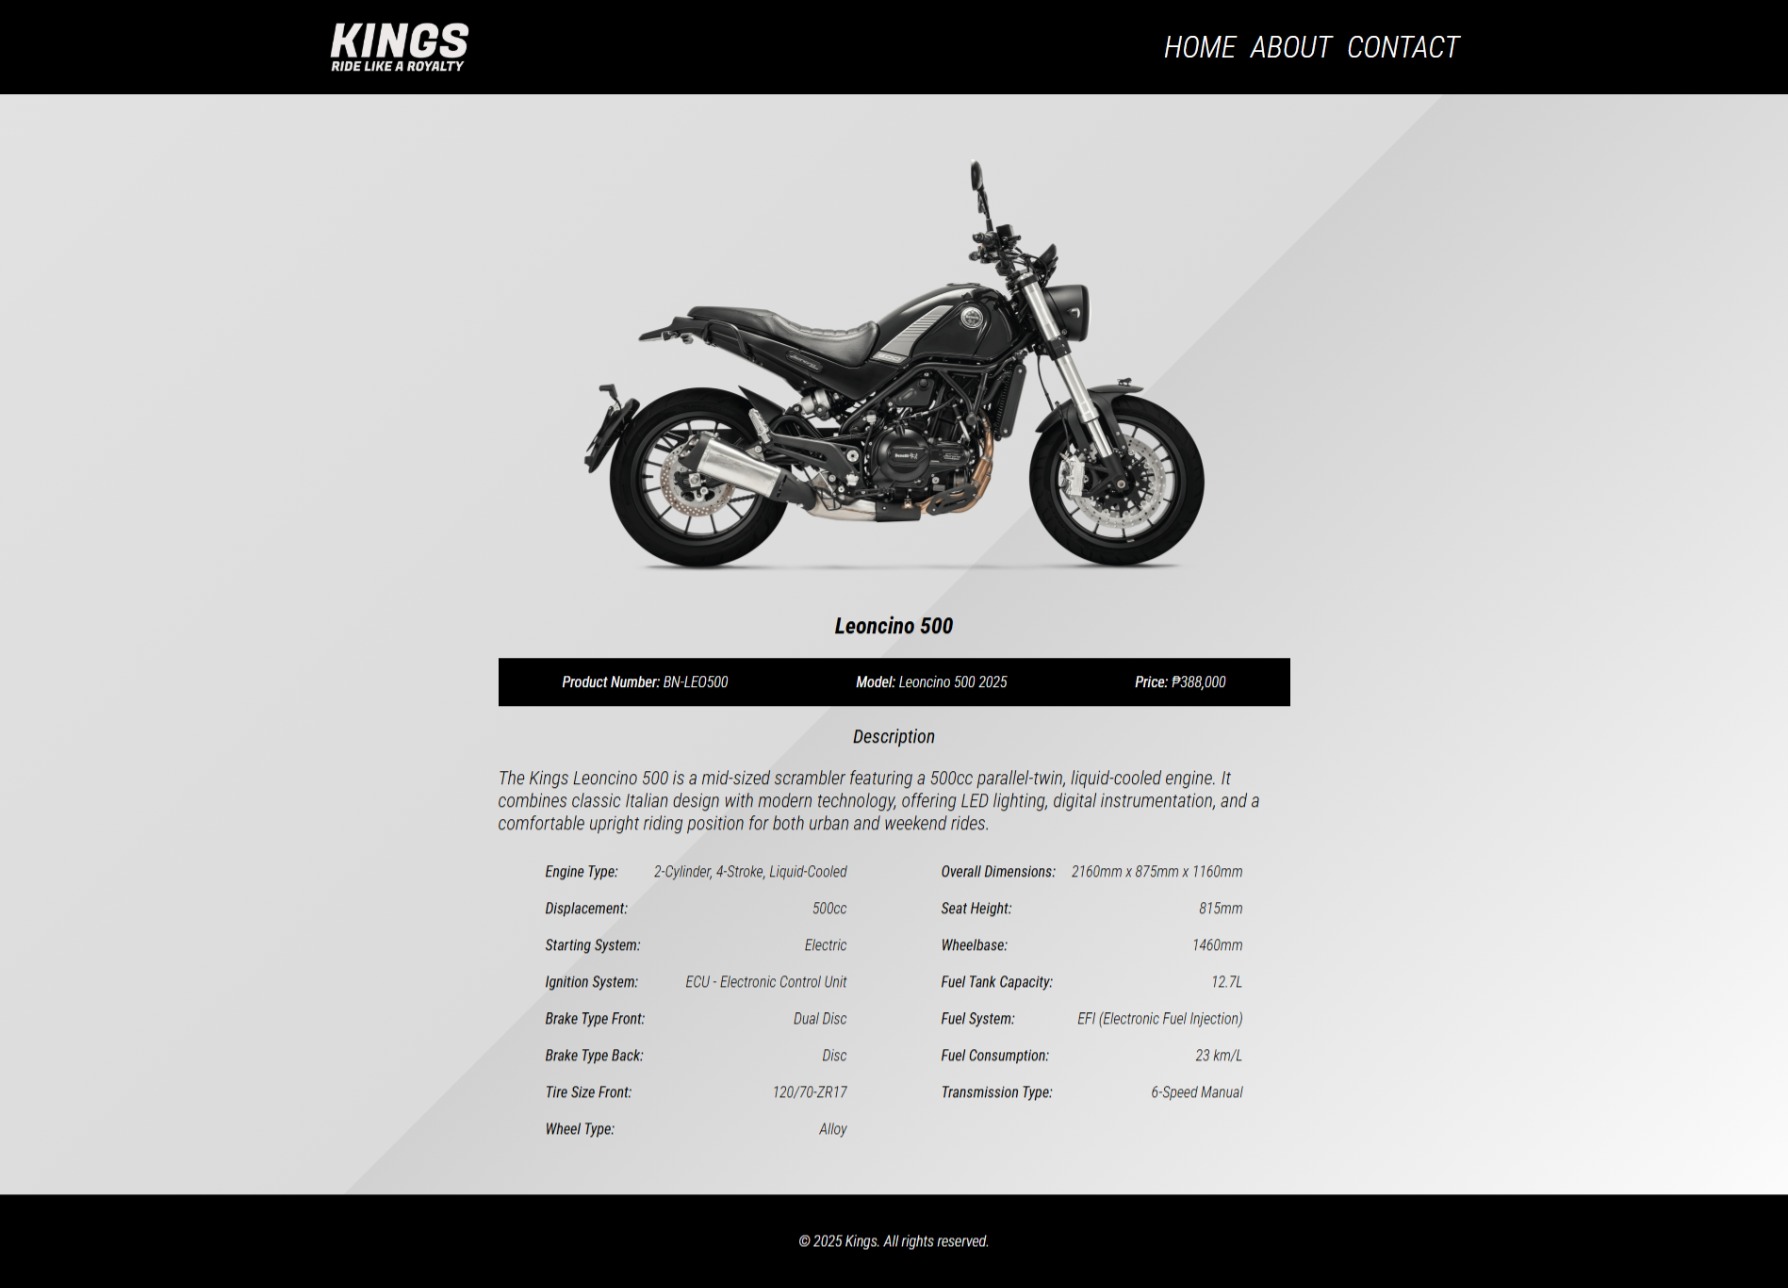 KINGS
RIDE LIKE A ROYALTY
HOME ABOUT CONTACT
Leoncino 500
Product Number: BN-LEO500 Model: Leoncino 500 2025 Price: ₱388,000
Description
The Kings Leoncino 500 is a mid-sized scrambler featuring a 500cc parallel-twin, liquid-cooled engine. It
combines classic Italian design with modern technology, offering LED lighting, digital instrumentation, and a
comfortable upright riding position for both urban and weekend rides.
Engine Type: 2-Cylinder, 4-Stroke, Liquid-Cooled
Displacement: 500cc
Starting System: Electric
Ignition System: ECU - Electronic Control Unit
Brake Type Front: Dual Disc
Brake Type Back: Disc
Tire Size Front: 120/70-ZR17
Wheel Type: Alloy
Overall Dimensions: 2160mm x 875mm x 1160mm
Seat Height: 815mm
Wheelbase: 1460mm
Fuel Tank Capacity: 12.7L
Fuel System: EFI (Electronic Fuel Injection)
Fuel Consumption: 23 km/L
Transmission Type: 6-Speed Manual
© 2025 Kings. All rights reserved.